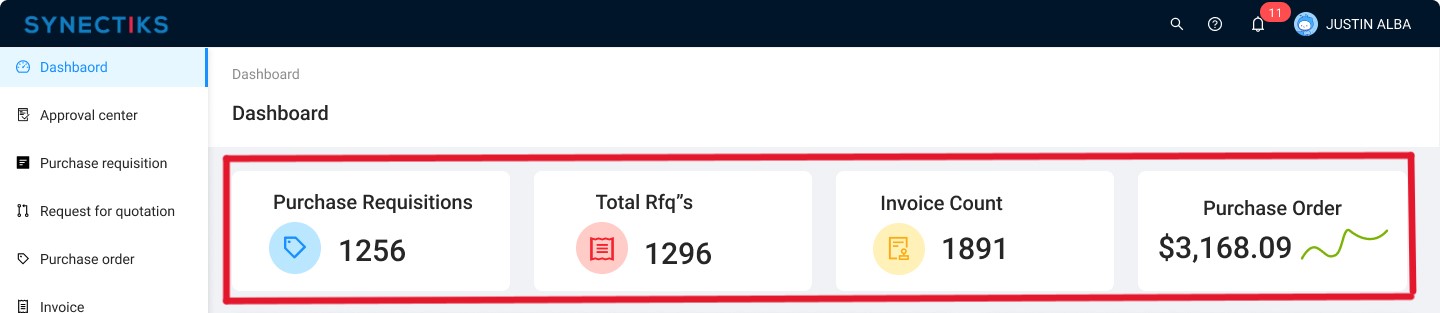 SYNECTIKS
11
JUSTIN ALBA
Dashbaord
Approval center
Purchase requisition
Request for quotation
Purchase order
Invoice
Dashboard
Dashboard
Purchase Requisitions
1256
Total Rfq”s
1296
Invoice Count
1891
Purchase Order
$3,168.09